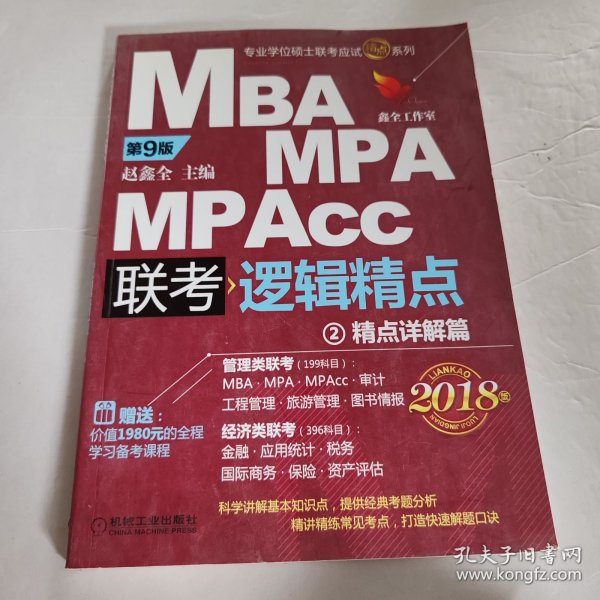 专业学位硕士联考应试精点系列
MBA
MPA
MPAcc
鑫全工作室
第9版
赵鑫全 主编
联考
逻辑精点
② 精点详解篇
管理类联考（199科目）：
MBA·MPA·MPAcc·审计
工程管理·旅游管理·图书情报
LIANKAO
2018版
LUOJI JINGDIAN
赠送：
价值1980元的全程
学习备考课程
经济类联考（396科目）：
金融·应用统计·税务
国际商务·保险·资产评估
科学讲解基本知识点，提供经典考题分析
精讲精练常见考点，打造快速解题口诀
机械工业出版社
CHINA MACHINE PRESS
孔夫子旧书网
www.kongfz.com